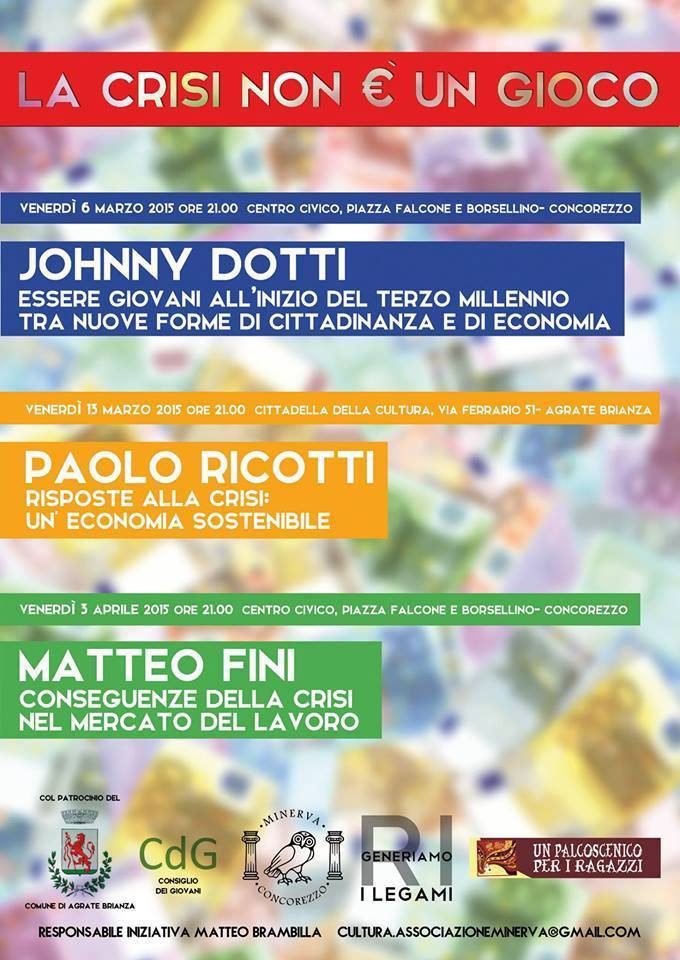 LA CRISI NON È UN GIOCO
VENERDÌ 6 MARZO 2015 ORE 21.00 CENTRO CIVICO, PIAZZA FALCONE E BORSELLINO- CONCOREZZO
JOHNNY DOTTI
ESSERE GIOVANI ALL'INIZIO DEL TERZO MILLENNIO
TRA NUOVE FORME DI CITTADINANZA E DI ECONOMIA
VENERDÌ 13 MARZO 2015 ORE 21.00 CITTADELLA DELLA CULTURA, VIA FERRARIO 51- AGRATE BRIANZA
PAOLO RICOTTI
RISPOSTE ALLA CRISI:
UN' ECONOMIA SOSTENIBILE
VENERDÌ 3 APRILE 2015 ORE 21.00 CENTRO CIVICO, PIAZZA FALCONE E BORSELLINO- CONCOREZZO
MATTEO FINI
CONSEGUENZE DELLA CRISI
NEL MERCATO DEL LAVORO
COL PATROCINIO DEL
COMUNE DI AGRATE BRIANZA
CdG
CONSIGLIO
DEI GIOVANI
MINERVA
CONCOREZZO
RI
GENERIAMO
I LEGAMI
UN PALCOSCENICO
PER I RAGAZZI
RESPONSABILE INIZIATIVA MATTEO BRAMBILLA CULTURA.ASSOCIAZIONEMINERVA@GMAIL.COM